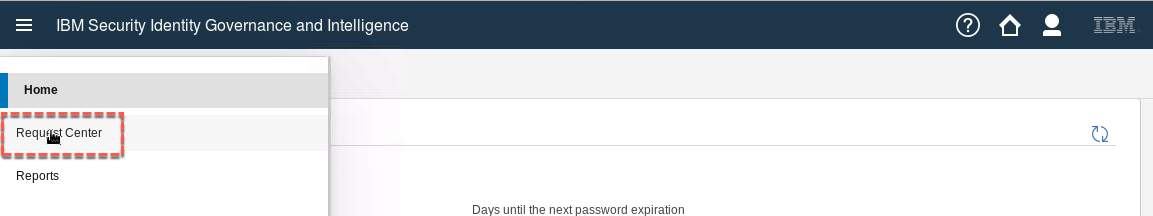 IBM Security Identity Governance and Intelligence
IBM
Home
Request Center
Reports
Days until the next password expiration